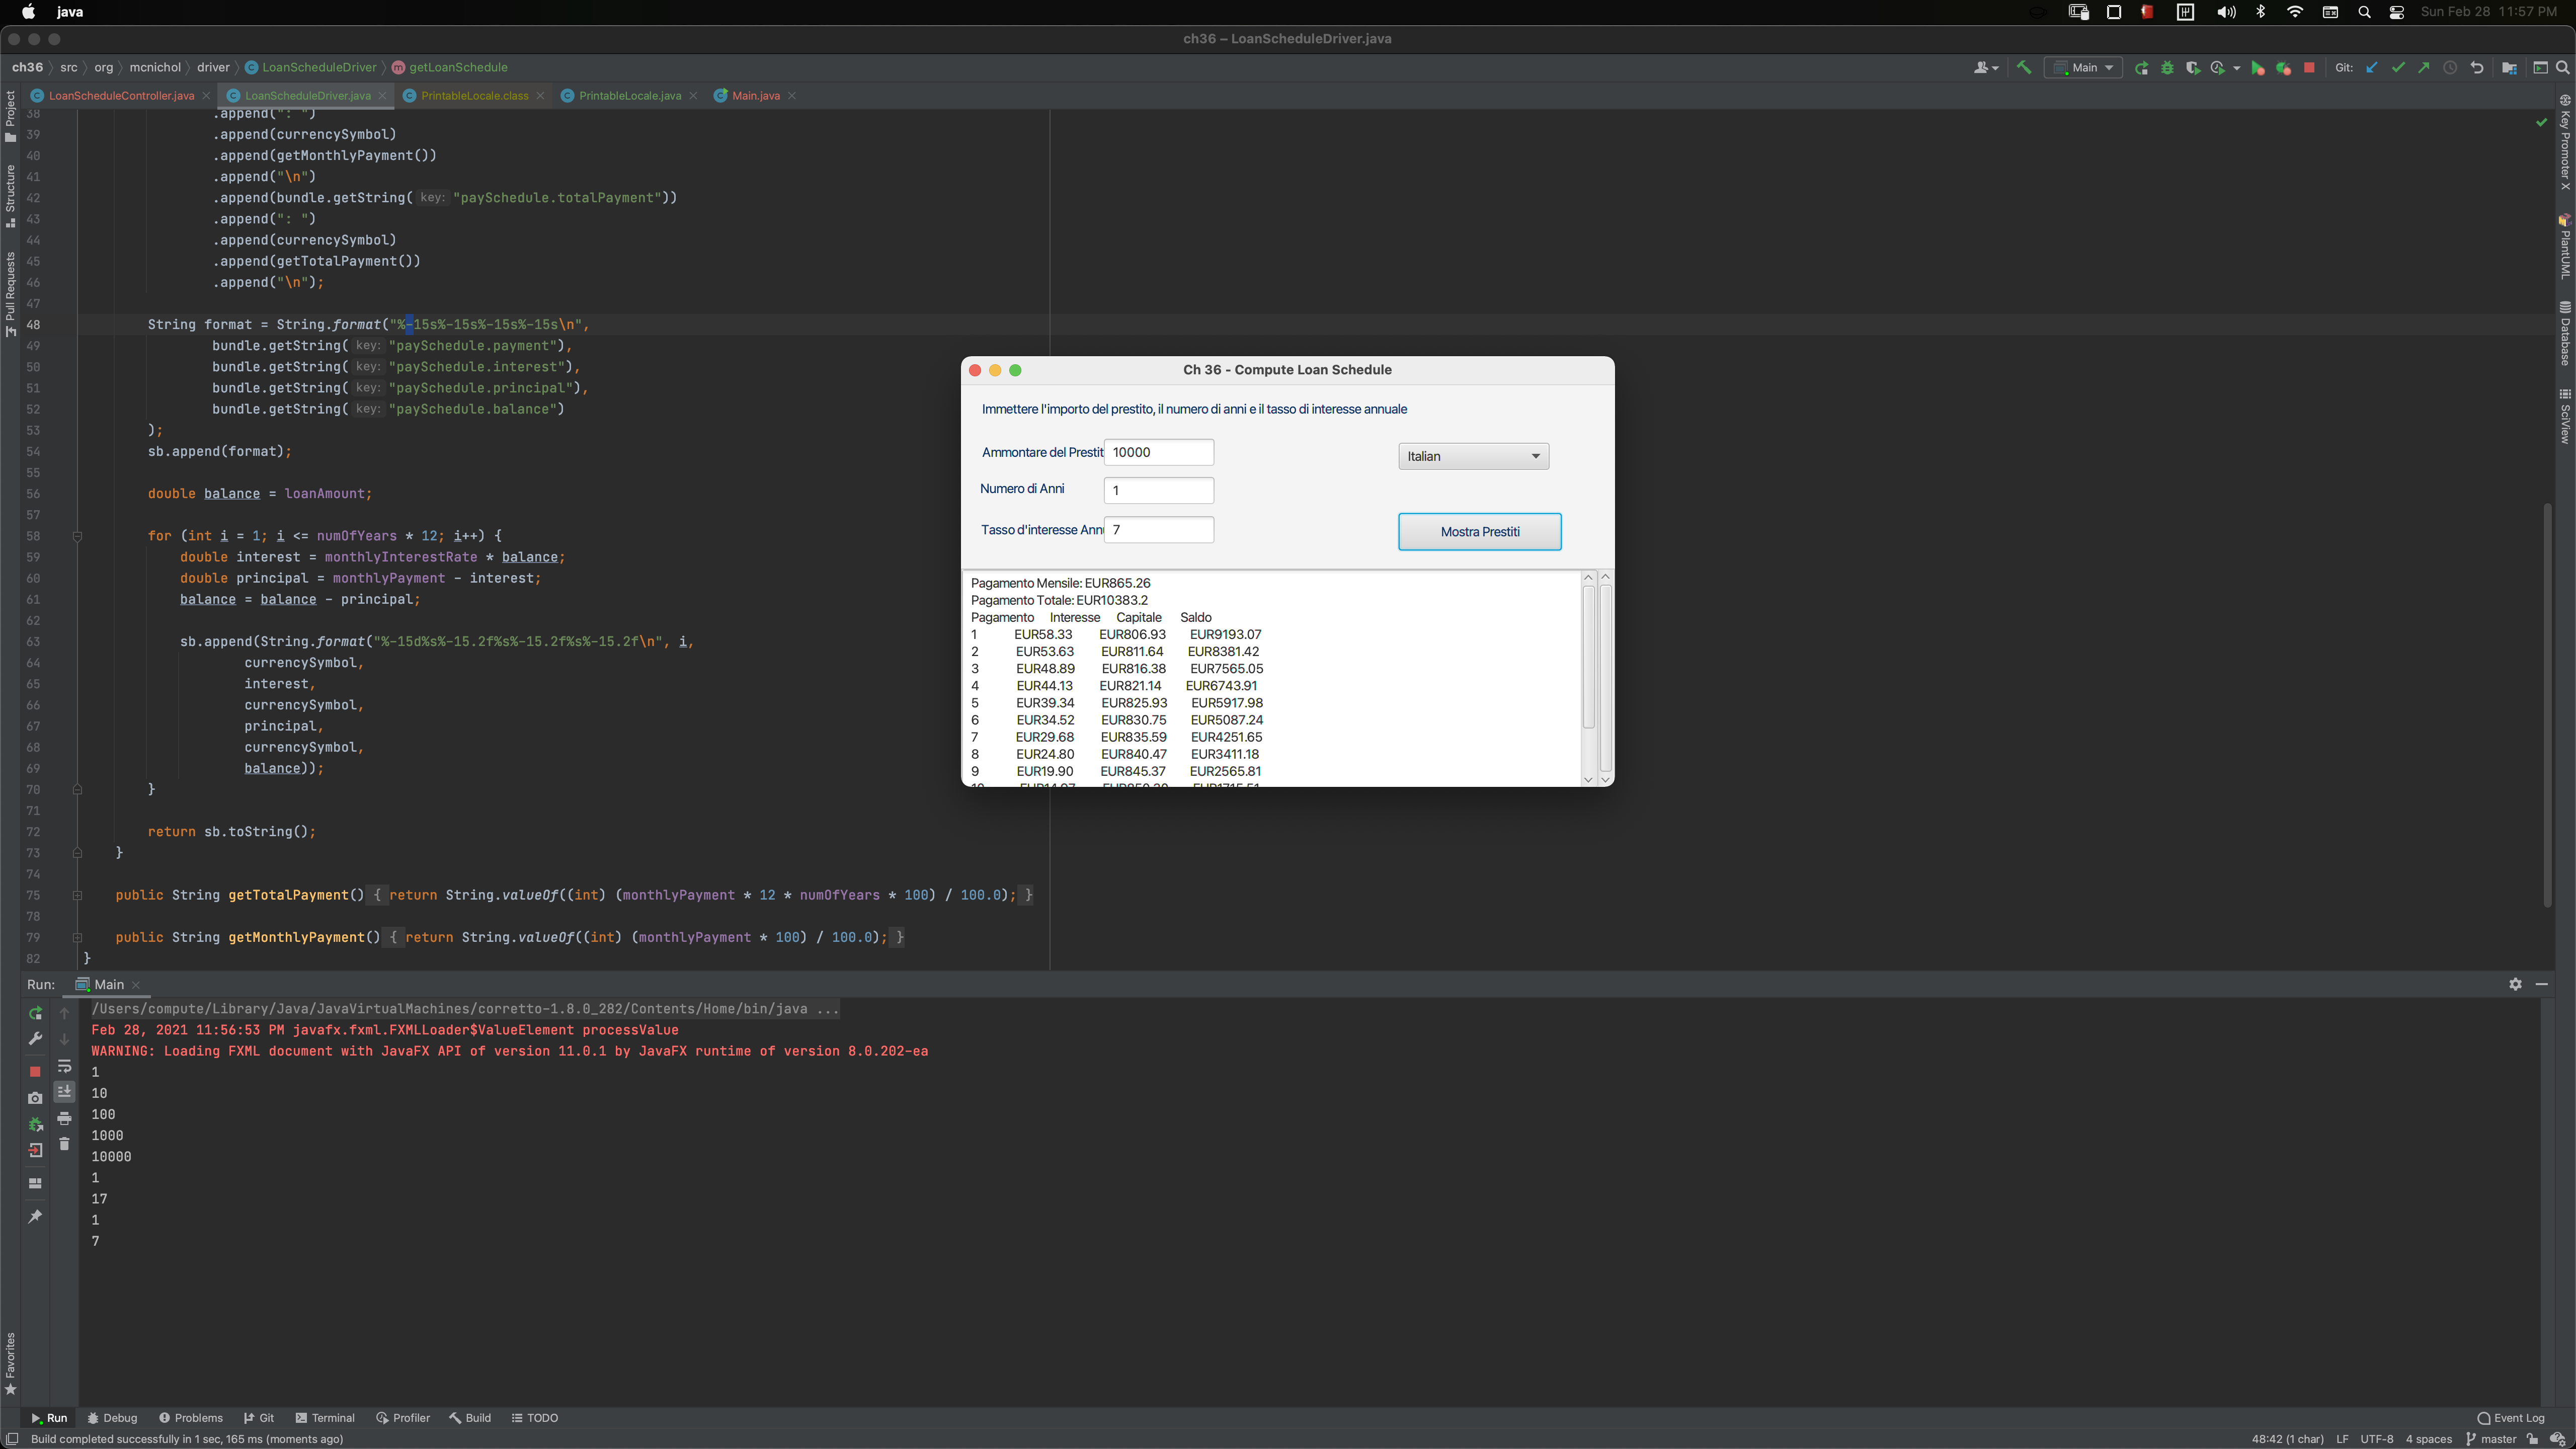 java
Sun Feb 28 11:57 PM
ch36 – LoanScheduleDriver.java
ch36 src org mcnichol driver LoanScheduleDriver getLoanSchedule
Main Git:
LoanScheduleController.java LoanScheduleDriver.java PrintableLocale.class PrintableLocale.java Main.java
Project
Structure
Pull Requests
Favorites
Key Promoter X
PlantUML
Database
SciView
38 .append(": ")
39 .append(currencySymbol)
40 .append(getMonthlyPayment())
41 .append("\n")
42 .append(bundle.getString( key: "paySchedule.totalPayment"))
43 .append(": ")
44 .append(currencySymbol)
45 .append(getTotalPayment())
46 .append("\n");
47
48 String format = String.format("%-15s%-15s%-15s%-15s\n",
49 bundle.getString( key: "paySchedule.payment"),
50 bundle.getString( key: "paySchedule.interest"),
51 bundle.getString( key: "paySchedule.principal"),
52 bundle.getString( key: "paySchedule.balance")
53 );
54 sb.append(format);
55
56 double balance = loanAmount;
57
58 for (int i = 1; i <= numOfYears * 12; i++) {
59 double interest = monthlyInterestRate * balance;
60 double principal = monthlyPayment - interest;
61 balance = balance - principal;
62
63 sb.append(String.format("%-15d%s%-15.2f%s%-15.2f%s%-15.2f\n", i,
64 currencySymbol,
65 interest,
66 currencySymbol,
67 principal,
68 currencySymbol,
69 balance));
70 }
71
72 return sb.toString();
73 }
74
75 public String getTotalPayment() { return String.valueOf((int) (monthlyPayment * 12 * numOfYears * 100) / 100.0); }
78
79 public String getMonthlyPayment() { return String.valueOf((int) (monthlyPayment * 100) / 100.0); }
82 }
Ch 36 - Compute Loan Schedule
Immettere l'importo del prestito, il numero di anni e il tasso di interesse annuale
Ammontare del Prestit 10000
Italian
Numero di Anni 1
Tasso d'interesse Annu 7
Mostra Prestiti
Pagamento Mensile: EUR865.26
Pagamento Totale: EUR10383.2
Pagamento Interesse Capitale Saldo
1 EUR58.33 EUR806.93 EUR9193.07
2 EUR53.63 EUR811.64 EUR8381.42
3 EUR48.89 EUR816.38 EUR7565.05
4 EUR44.13 EUR821.14 EUR6743.91
5 EUR39.34 EUR825.93 EUR5917.98
6 EUR34.52 EUR830.75 EUR5087.24
7 EUR29.68 EUR835.59 EUR4251.65
8 EUR24.80 EUR840.47 EUR3411.18
9 EUR19.90 EUR845.37 EUR2565.81
Run: Main
/Users/compute/Library/Java/JavaVirtualMachines/corretto-1.8.0_282/Contents/Home/bin/java ...
Feb 28, 2021 11:56:53 PM javafx.fxml.FXMLLoader$ValueElement processValue
WARNING: Loading FXML document with JavaFX API of version 11.0.1 by JavaFX runtime of version 8.0.202-ea
1
10
100
1000
10000
1
17
1
7
Run Debug Problems Git Terminal Profiler Build TODO
Event Log
Build completed successfully in 1 sec, 165 ms (moments ago)
48:42 (1 char) LF UTF-8 4 spaces master